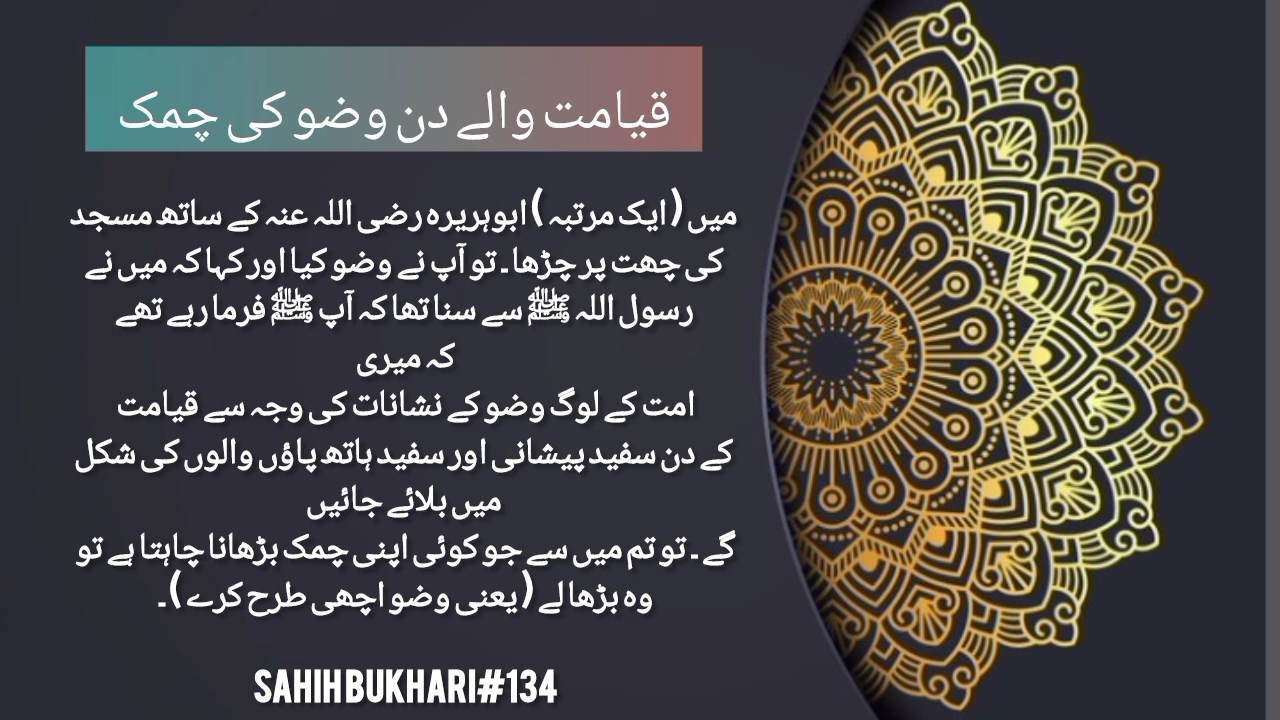 قیامت والے دن وضو کی چمک
میں (ایک مرتبہ) ابوہریرہ رضی اللہ عنہ کے ساتھ مسجد
کی چھت پر چڑھا۔ تو آپ نے وضو کیا اور کہا کہ میں نے
رسول اللہ ﷺ سے سنا تھا کہ آپ ﷺ فرما رہے تھے
کہ میری
امت کے لوگ وضو کے نشانات کی وجہ سے قیامت
کے دن سفید پیشانی اور سفید ہاتھ پاؤں والوں کی شکل
میں بلائے جائیں
گے ۔ تو تم میں سے جو کوئی اپنی چمک بڑھانا چاہتا ہے تو
وہ بڑھا لے (یعنی وضو اچھی طرح کرے)۔
SAHIH BUKHARI#134